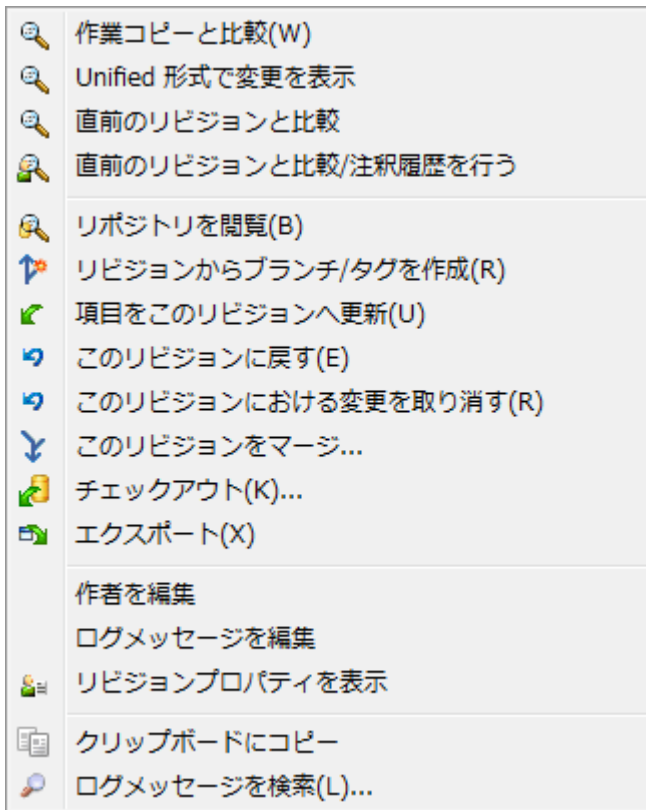 作業コピーと比較(W)
Unified 形式で変更を表示
直前のリビジョンと比較
直前のリビジョンと比較/注釈履歴を行う
リポジトリを閲覧(B)
リビジョンからブランチ/タグを作成(R)
項目をこのリビジョンへ更新(U)
このリビジョンに戻す(E)
このリビジョンにおける変更を取り消す(R)
このリビジョンをマージ...
チェックアウト(K)...
エクスポート(X)
作者を編集
ログメッセージを編集
リビジョンプロパティを表示
クリップボードにコピー
ログメッセージを検索(L)...